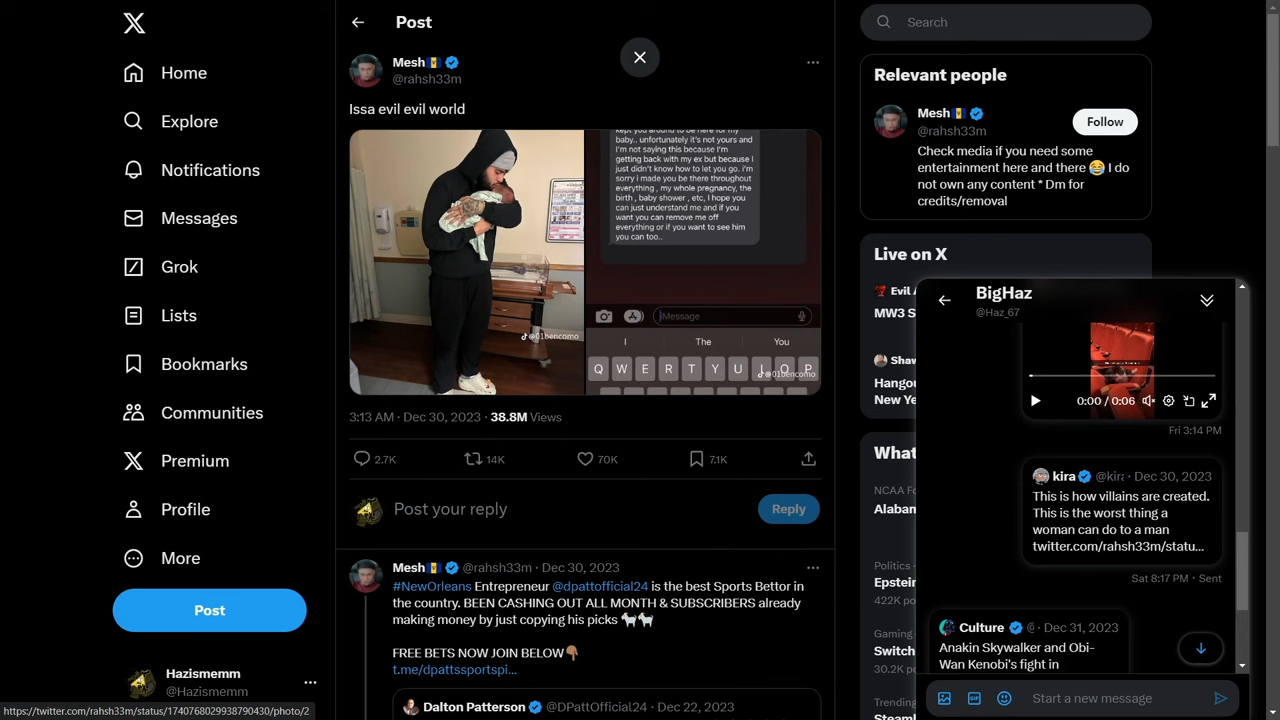 Home
Explore
Notifications
Messages
Grok
Lists
Bookmarks
Communities
Premium
Profile
More
Post
Hazismemm
@Hazismemm
https://twitter.com/rahsh33m/status/1740768029938790430/photo/2
Post
Mesh
@rahsh33m
Issa evil evil world
kept you around to be here for my
baby.. unfortunately it's not yours and
I'm not saying this because I'm
getting back with my ex but because I
just didn't know how to let you go. i'm
sorry i made you be there throughout
everything , my whole pregnancy, the
birth , baby shower , etc, I hope you
can just understand me and if you
want you can remove me off
everything or if you want to see him
you can too..
@01bencomo
Message
I The You
Q W E R T Y U I O P
@01bencomo
3:13 AM · Dec 30, 2023 · 38.8M Views
2.7K 14K 70K 7.1K
Post your reply
Reply
Mesh @rahsh33m · Dec 30, 2023
#NewOrleans Entrepreneur @dpattofficial24 is the best Sports Bettor in
the country. BEEN CASHING OUT ALL MONTH & SUBSCRIBERS already
making money by just copying his picks
FREE BETS NOW JOIN BELOW
t.me/dpattssportspi...
Dalton Patterson @DPattOfficial24 · Dec 22, 2023
Search
Relevant people
Mesh
@rahsh33m
Follow
Check media if you need some
entertainment here and there 😂 I do
not own any content * Dm for
credits/removal
Live on X
Evil
MW3 S
Shaw
Hangou
New Ye
What
NCAA Fo
Alaban
Politics ·
Epstein
422K po
Gaming ·
Switch
30.2K po
Trending
Steam
BigHaz
@Haz_67
0:00 / 0:06
Fri 3:14 PM
kira @kir · Dec 30, 2023
This is how villains are created.
This is the worst thing a
woman can do to a man
twitter.com/rahsh33m/statu...
Sat 8:17 PM · Sent
Culture @ · Dec 31, 2023
Anakin Skywalker and Obi-
Wan Kenobi's fight in
Start a new message